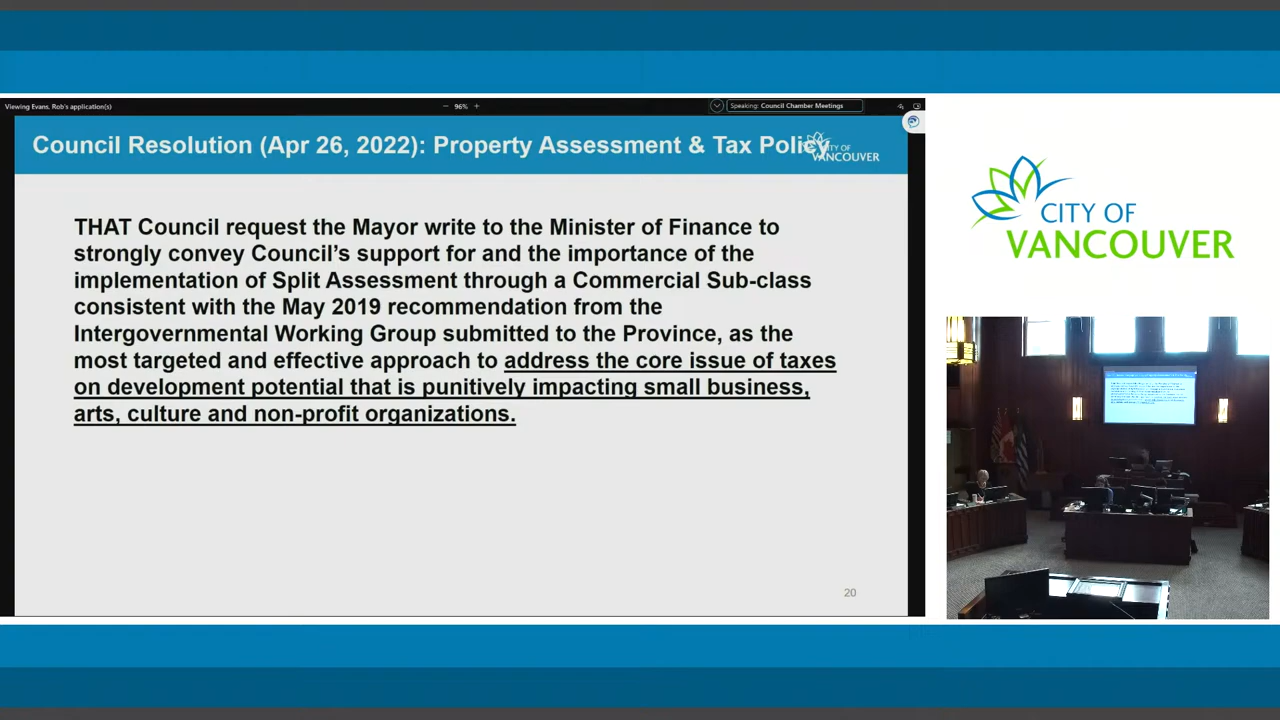 Viewing Evans, Rob's application(s)
96%
Speaking: Council Chamber Meetings
Council Resolution (Apr 26, 2022): Property Assessment & Tax Policy
CITY OF
VANCOUVER
THAT Council request the Mayor write to the Minister of Finance to
strongly convey Council's support for and the importance of the
implementation of Split Assessment through a Commercial Sub-class
consistent with the May 2019 recommendation from the
Intergovernmental Working Group submitted to the Province, as the
most targeted and effective approach to address the core issue of taxes
on development potential that is punitively impacting small business,
arts, culture and non-profit organizations.
20
CITY OF
VANCOUVER